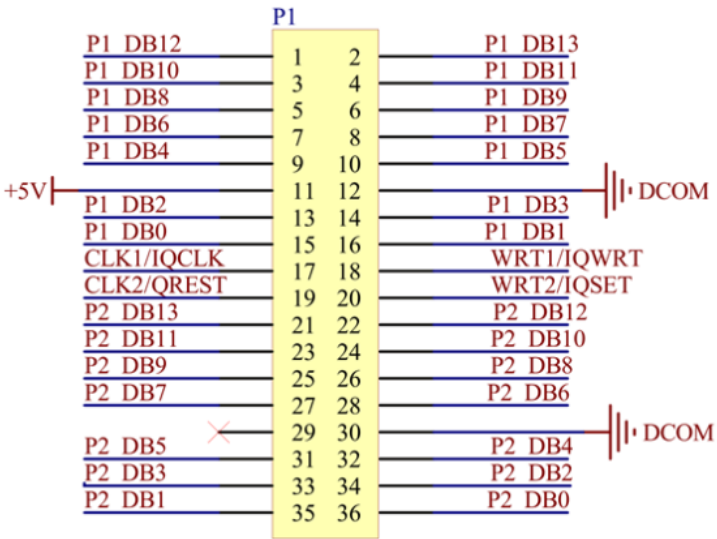 P1
P1 DB12 1 2 P1 DB13
P1 DB10 3 4 P1 DB11
P1 DB8 5 6 P1 DB9
P1 DB6 7 8 P1 DB7
P1 DB4 9 10 P1 DB5
+5V 11 12 DCOM
P1 DB2 13 14 P1 DB3
P1 DB0 15 16 P1 DB1
CLK1/IQCLK 17 18 WRT1/IQWRT
CLK2/QREST 19 20 WRT2/IQSET
P2 DB13 21 22 P2 DB12
P2 DB11 23 24 P2 DB10
P2 DB9 25 26 P2 DB8
P2 DB7 27 28 P2 DB6
29 30 DCOM
P2 DB5 31 32 P2 DB4
P2 DB3 33 34 P2 DB2
P2 DB1 35 36 P2 DB0